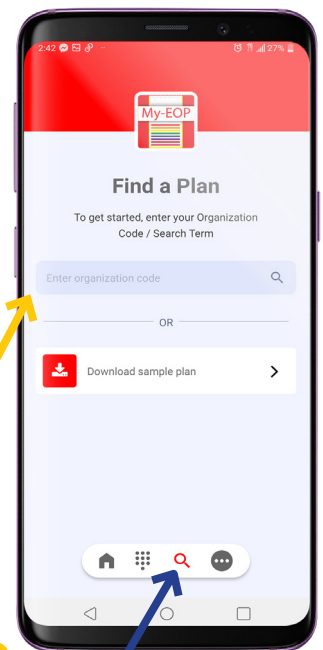 2:42
27%
My-EOP
Find a Plan
To get started, enter your Organization
Code / Search Term
Enter organization code
OR
Download sample plan